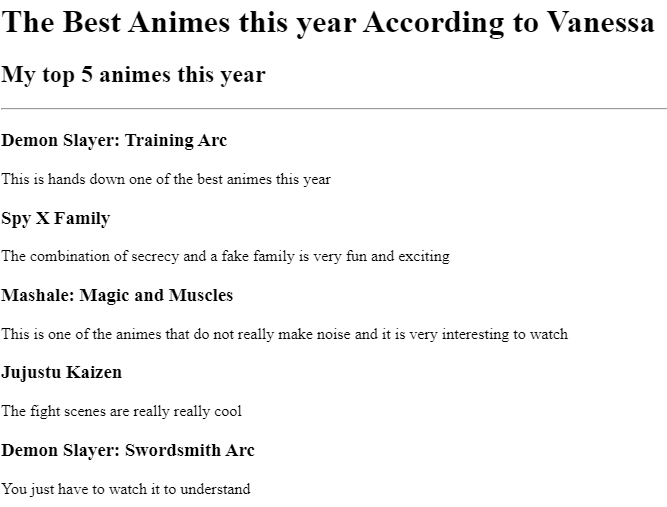 The Best Animes this year According to Vanessa
My top 5 animes this year
Demon Slayer: Training Arc
This is hands down one of the best animes this year
Spy X Family
The combination of secrecy and a fake family is very fun and exciting
Mashale: Magic and Muscles
This is one of the animes that do not really make noise and it is very interesting to watch
Jujustu Kaizen
The fight scenes are really really cool
Demon Slayer: Swordsmith Arc
You just have to watch it to understand